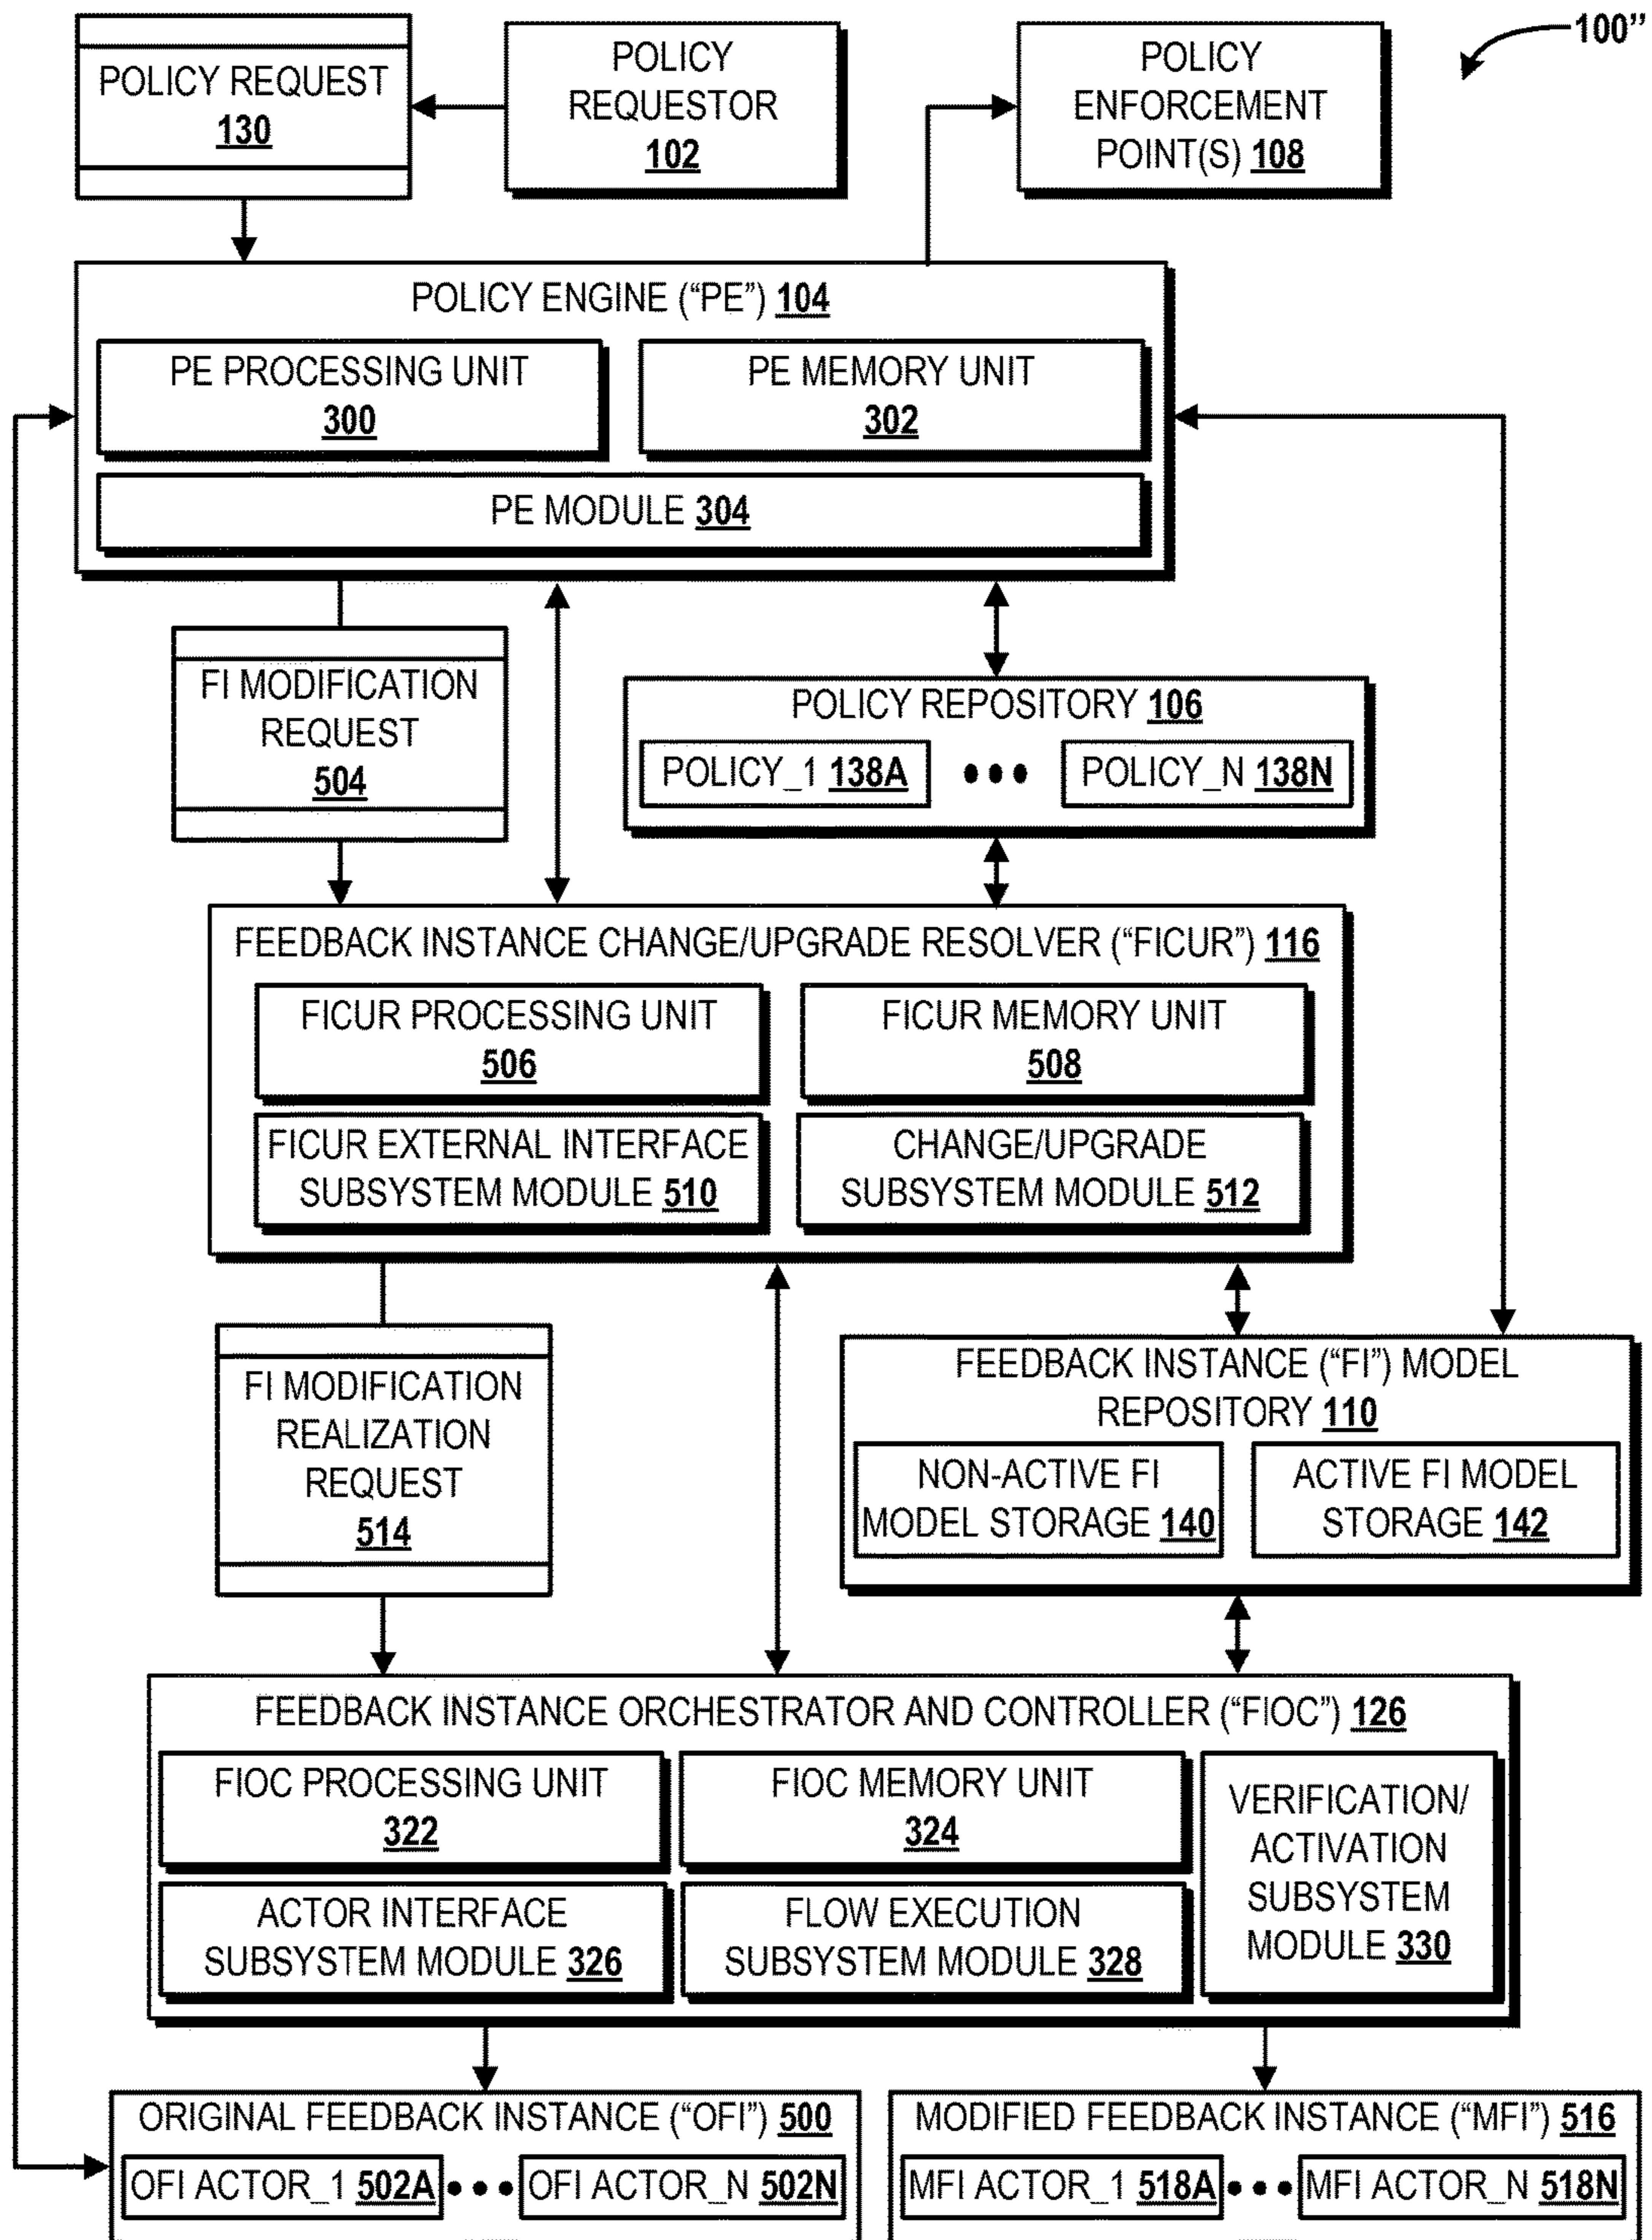 100”
POLICY REQUEST
130
POLICY
REQUESTOR
102
POLICY
ENFORCEMENT
POINT(S) 108
POLICY ENGINE (“PE”) 104
PE PROCESSING UNIT
300
PE MEMORY UNIT
302
PE MODULE 304
FI MODIFICATION
REQUEST
504
POLICY REPOSITORY 106
POLICY_1 138A
POLICY_N 138N
FEEDBACK INSTANCE CHANGE/UPGRADE RESOLVER (“FICUR”) 116
FICUR PROCESSING UNIT
506
FICUR MEMORY UNIT
508
FICUR EXTERNAL INTERFACE
SUBSYSTEM MODULE 510
CHANGE/UPGRADE
SUBSYSTEM MODULE 512
FI MODIFICATION
REALIZATION
REQUEST
514
FEEDBACK INSTANCE (“FI”) MODEL
REPOSITORY 110
NON-ACTIVE FI
MODEL STORAGE 140
ACTIVE FI MODEL
STORAGE 142
FEEDBACK INSTANCE ORCHESTRATOR AND CONTROLLER (“FIOC”) 126
FIOC PROCESSING UNIT
322
FIOC MEMORY UNIT
324
VERIFICATION/
ACTIVATION
SUBSYSTEM
MODULE 330
ACTOR INTERFACE
SUBSYSTEM MODULE 326
FLOW EXECUTION
SUBSYSTEM MODULE 328
ORIGINAL FEEDBACK INSTANCE (“OFI”) 500
OFI ACTOR_1 502A
OFI ACTOR_N 502N
MODIFIED FEEDBACK INSTANCE (“MFI”) 516
MFI ACTOR_1 518A
MFI ACTOR_N 518N